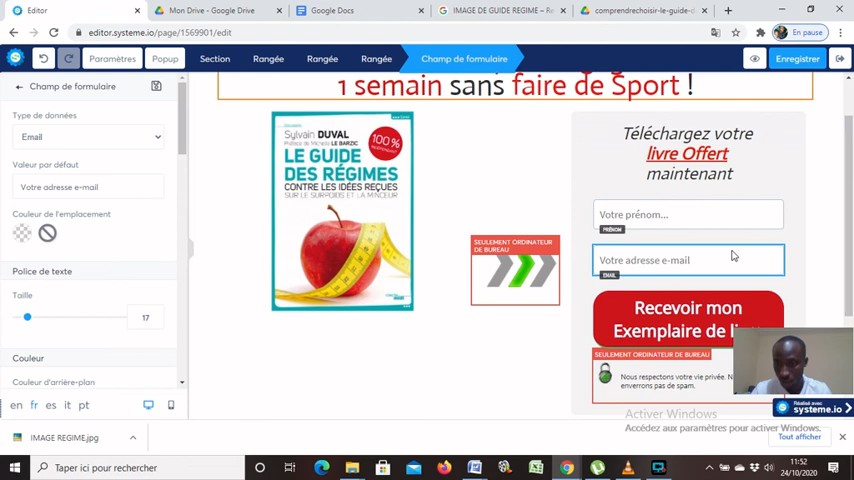 Editor
Mon Drive - Google Drive
Google Docs
IMAGE DE GUIDE REGIME – Re
comprendrechoisir-le-guide-d
editor.systeme.io/page/1569901/edit
En pause
Paramètres
Popup
Section
Rangée
Rangée
Rangée
Champ de formulaire
Enregistrer
Champ de formulaire
Type de données
Email
Valeur par défaut
Votre adresse e-mail
Couleur de l'emplacement
Police de texte
Taille
17
Couleur
Couleur d'arrière-plan
en fr es it pt
1 semain sans faire de Sport !
Sylvain DUVAL
100%
LE GUIDE
DES RÉGIMES
CONTRE LES IDÉES REÇUES
SUR LE SURPOIDS ET LA MINCEUR
SEULEMENT ORDINATEUR
DE BUREAU
Téléchargez votre
livre Offert
maintenant
Votre prénom...
PRÉNOM
Votre adresse e-mail
EMAIL
Recevoir mon
Exemplaire de
SEULEMENT ORDINATEUR DE BUREAU
Nous respectons votre vie privée.
enverrons pas de spam.
Réalisé avec
systeme.io
Activer Windows
Accédez aux paramètres pour activer Windows.
IMAGE REGIME.jpg
Tout afficher
Taper ici pour rechercher
11:52
24/10/2020